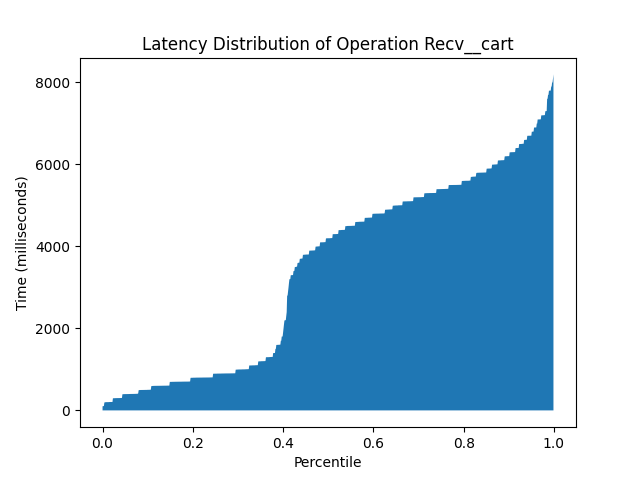 Latency Distribution of Operation Recv__cart
8000
6000
4000
2000
0
Time (milliseconds)
0.0 0.2 0.4 0.6 0.8 1.0
Percentile